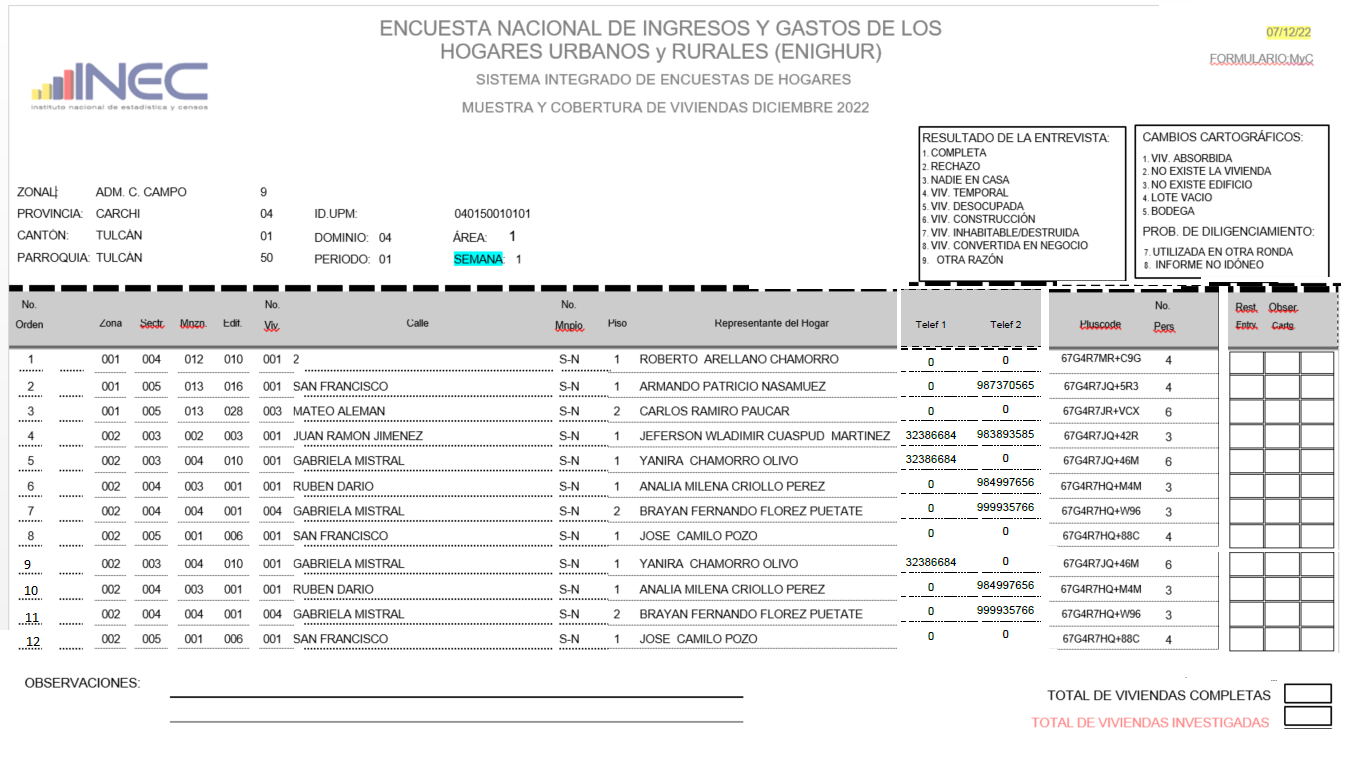 ENCUESTA NACIONAL DE INGRESOS Y GASTOS DE LOS
HOGARES URBANOS y RURALES (ENIGHUR)
SISTEMA INTEGRADO DE ENCUESTAS DE HOGARES
MUESTRA Y COBERTURA DE VIVIENDAS DICIEMBRE 2022
07/12/22
FORMULARIO:MyC
INEC
instituto nacional de estadística y censos
RESULTADO DE LA ENTREVISTA:
1. COMPLETA
2. RECHAZO
3. NADIE EN CASA
4. VIV. TEMPORAL
5. VIV. DESOCUPADA
6. VIV. CONSTRUCCIÓN
7. VIV. INHABITABLE/DESTRUIDA
8. VIV. CONVERTIDA EN NEGOCIO
9. OTRA RAZÓN
CAMBIOS CARTOGRÁFICOS:
1. VIV. ABSORBIDA
2. NO EXISTE LA VIVIENDA
3. NO EXISTE EDIFICIO
4. LOTE VACIO
5. BODEGA
PROB. DE DILIGENCIAMIENTO:
7. UTILIZADA EN OTRA RONDA
8. INFORME NO IDÓNEO
ZONAL: ADM. C. CAMPO 9
PROVINCIA: CARCHI 04 ID.UPM: 040150010101
CANTÓN: TULCÁN 01 DOMINIO: 04 ÁREA: 1
PARROQUIA: TULCÁN 50 PERIODO: 01 SEMANA: 1
No. Orden Zona Sectr. Mnzn. Edif. No. Viv. Calle No. Mnpio. Piso Representante del Hogar Telef 1 Telef 2 Pluscode No. Pers Rest. Entrv. Obser. Cartg.
1 001 004 012 010 001 2 S-N 1 ROBERTO ARELLANO CHAMORRO 0 0 67G4R7MR+C9G 4
2 001 005 013 016 001 SAN FRANCISCO S-N 1 ARMANDO PATRICIO NASAMUEZ 0 987370565 67G4R7JQ+5R3 4
3 001 005 013 028 003 MATEO ALEMAN S-N 2 CARLOS RAMIRO PAUCAR 0 0 67G4R7JR+VCX 6
4 002 003 002 003 001 JUAN RAMON JIMENEZ S-N 1 JEFERSON WLADIMIR CUASPUD MARTINEZ 32386684 983893585 67G4R7JQ+42R 3
5 002 003 004 010 001 GABRIELA MISTRAL S-N 1 YANIRA CHAMORRO OLIVO 32386684 0 67G4R7JQ+46M 6
6 002 004 003 001 001 RUBEN DARIO S-N 1 ANALIA MILENA CRIOLLO PEREZ 0 984997656 67G4R7HQ+M4M 3
7 002 004 004 001 004 GABRIELA MISTRAL S-N 2 BRAYAN FERNANDO FLOREZ PUETATE 0 999935766 67G4R7HQ+W96 3
8 002 005 001 006 001 SAN FRANCISCO S-N 1 JOSE CAMILO POZO 0 0 67G4R7HQ+88C 4
9 002 003 004 010 001 GABRIELA MISTRAL S-N 1 YANIRA CHAMORRO OLIVO 32386684 0 67G4R7JQ+46M 6
10 002 004 003 001 001 RUBEN DARIO S-N 1 ANALIA MILENA CRIOLLO PEREZ 0 984997656 67G4R7HQ+M4M 3
11 002 004 004 001 004 GABRIELA MISTRAL S-N 2 BRAYAN FERNANDO FLOREZ PUETATE 0 999935766 67G4R7HQ+W96 3
12 002 005 001 006 001 SAN FRANCISCO S-N 1 JOSE CAMILO POZO 0 0 67G4R7HQ+88C 4
OBSERVACIONES:
TOTAL DE VIVIENDAS COMPLETAS
TOTAL DE VIVIENDAS INVESTIGADAS